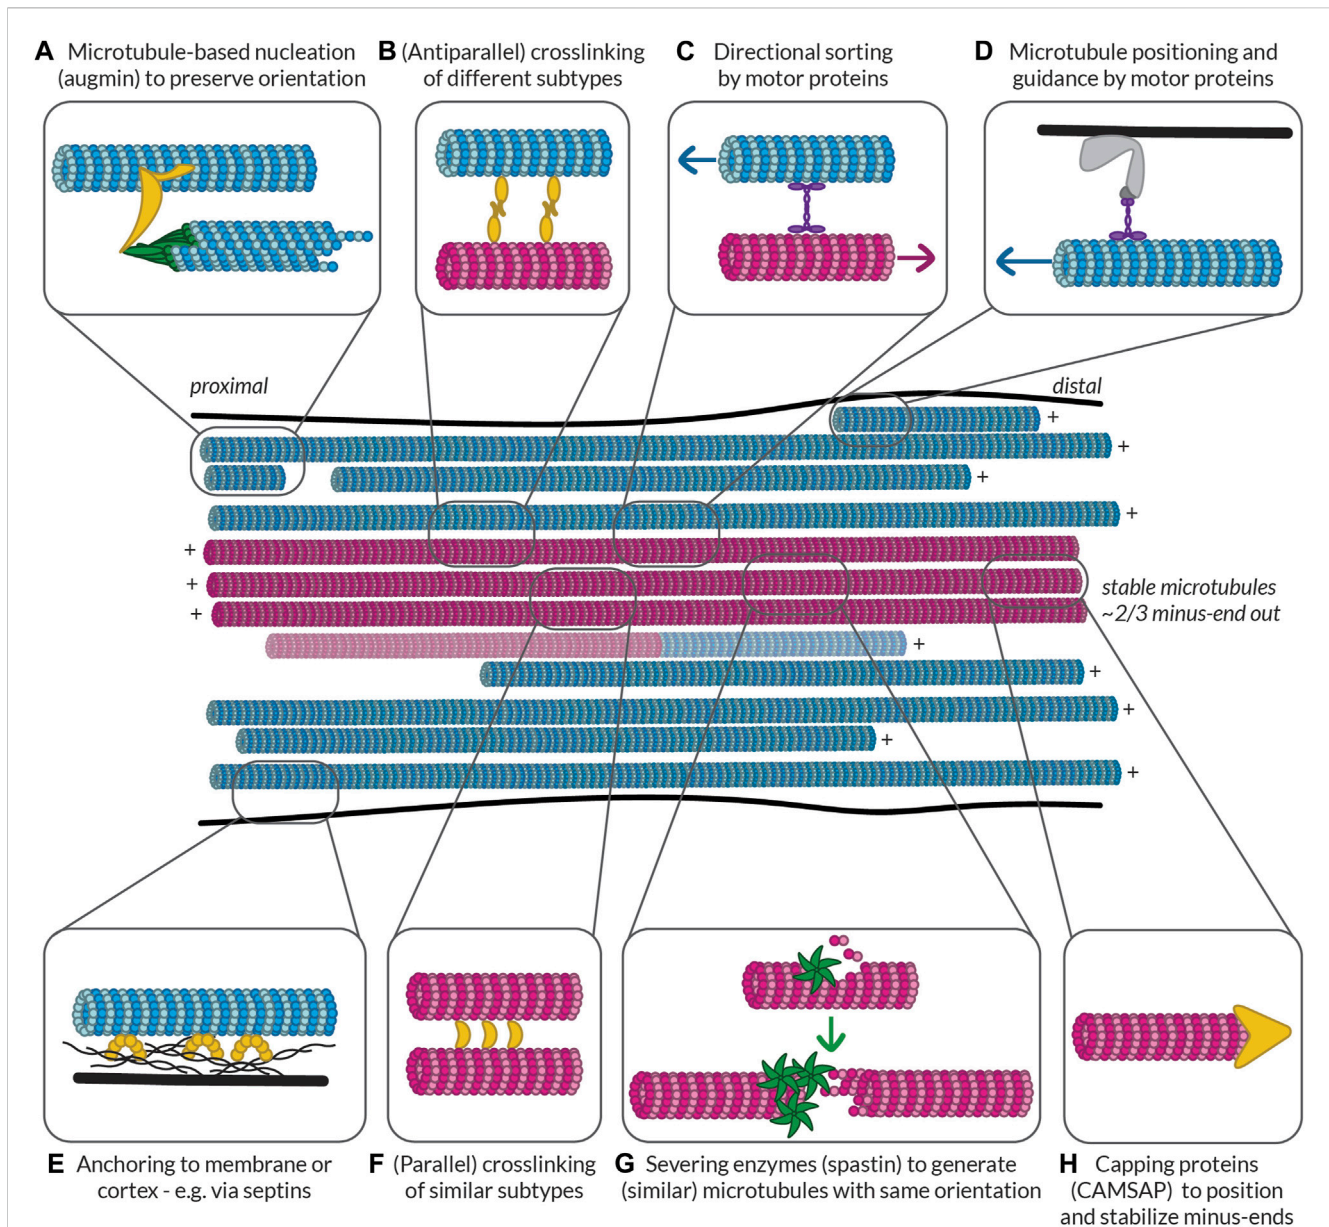 A Microtubule-based nucleation
(augmin) to preserve orientation
B (Antiparallel) crosslinking
of different subtypes
C Directional sorting
by motor proteins
D Microtubule positioning and
guidance by motor proteins
proximal
distal
+
+
+
+
+
+
+
stable microtubules
~2/3 minus-end out
+
+
+
+
+
E Anchoring to membrane or
cortex - e.g. via septins
F (Parallel) crosslinking
of similar subtypes
G Severing enzymes (spastin) to generate
(similar) microtubules with same orientation
H Capping proteins
(CAMSAP) to position
and stabilize minus-ends